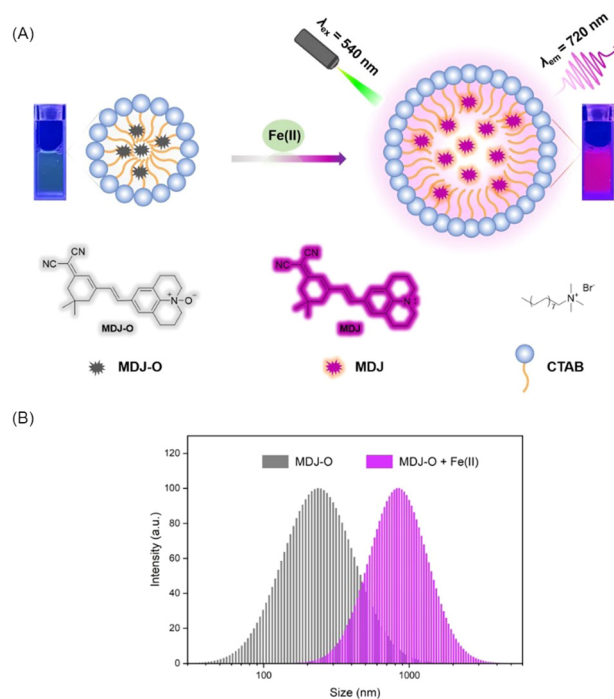 (A)
λex = 540 nm
λem = 720 nm
Fe(II)
CN
NC
N⁺-O⁻
MDJ-O
CN
NC
N
MDJ
Br⁻
N⁺
MDJ-O
MDJ
CTAB
(B)
MDJ-O
MDJ-O + Fe(II)
Intensity (a.u.)
120
100
80
60
40
20
0
100
1000
Size (nm)